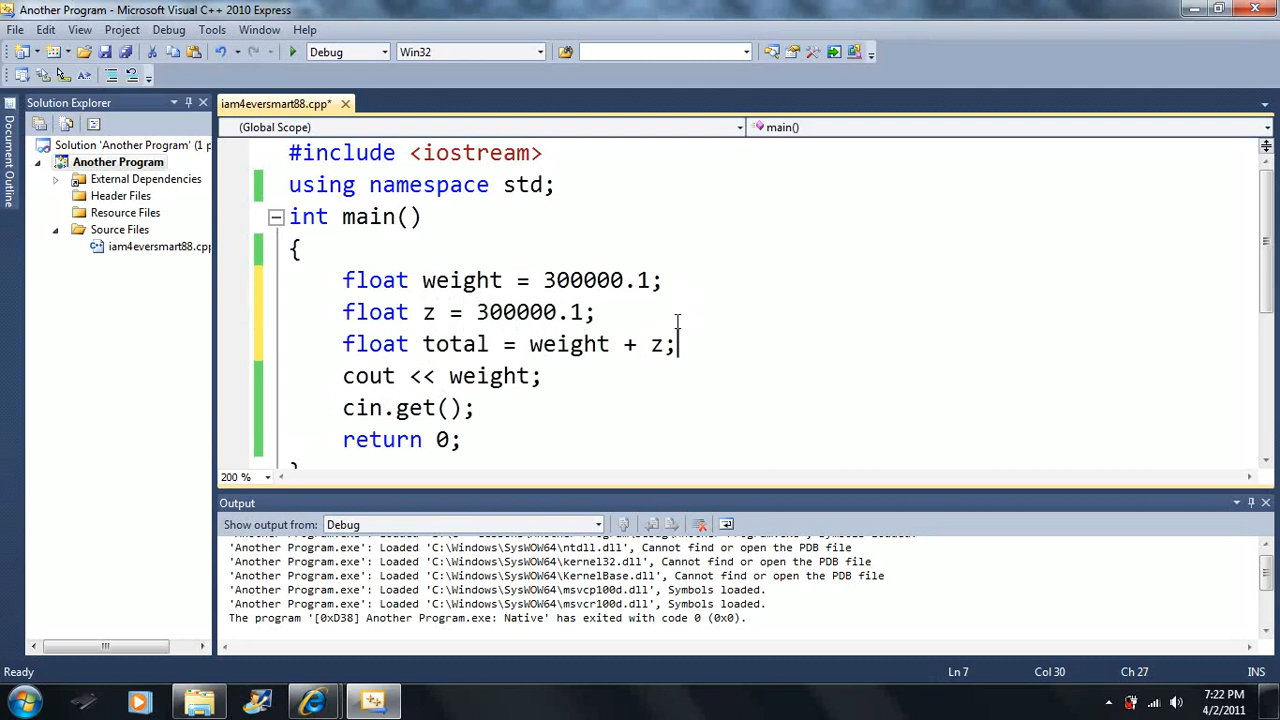 Another Program - Microsoft Visual C++ 2010 Express
File Edit View Project Debug Tools Window Help
Debug Win32
Solution Explorer
iam4eversmart88.cpp*
(Global Scope) main()
Document Outline
Solution 'Another Program' (1 p
Another Program
External Dependencies
Header Files
Resource Files
Source Files
iam4eversmart88.cpp
#include <iostream>
using namespace std;
int main()
{
float weight = 300000.1;
float z = 300000.1;
float total = weight + z;
cout << weight;
cin.get();
return 0;
200 %
Output
Show output from: Debug
'Another Program.exe': Loaded 'C:\Windows\SysWOW64\ntdll.dll', Cannot find or open the PDB file
'Another Program.exe': Loaded 'C:\Windows\SysWOW64\kernel32.dll', Cannot find or open the PDB file
'Another Program.exe': Loaded 'C:\Windows\SysWOW64\KernelBase.dll', Cannot find or open the PDB file
'Another Program.exe': Loaded 'C:\Windows\SysWOW64\msvcp100d.dll', Symbols loaded.
'Another Program.exe': Loaded 'C:\Windows\SysWOW64\msvcr100d.dll', Symbols loaded.
The program '[0xD38] Another Program.exe: Native' has exited with code 0 (0x0).
Ready Ln 7 Col 30 Ch 27 INS
7:22 PM
4/2/2011